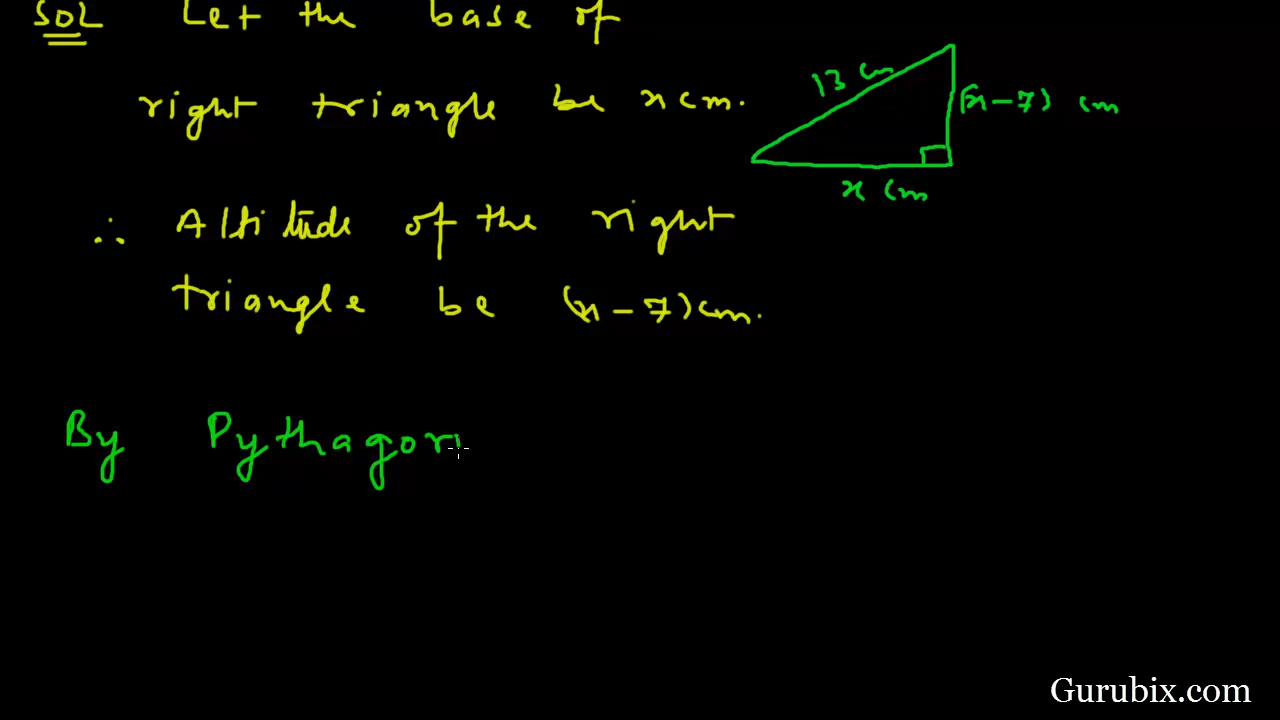 SOL Let the base of
right triangle be x cm.
13 cm
(x-7) cm
x cm
∴ Altitude of the right
triangle be (x-7) cm.
By Pythagor
Gurubix.com